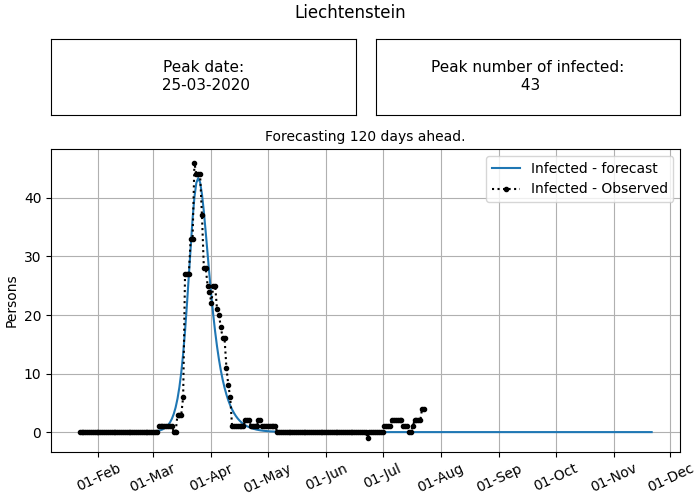 Liechtenstein
Peak date:
25-03-2020
Peak number of infected:
43
Forecasting 120 days ahead.
Infected - forecast
Infected - Observed
Persons
40
30
20
10
0
01-Feb
01-Mar
01-Apr
01-May
01-Jun
01-Jul
01-Aug
01-Sep
01-Oct
01-Nov
01-Dec